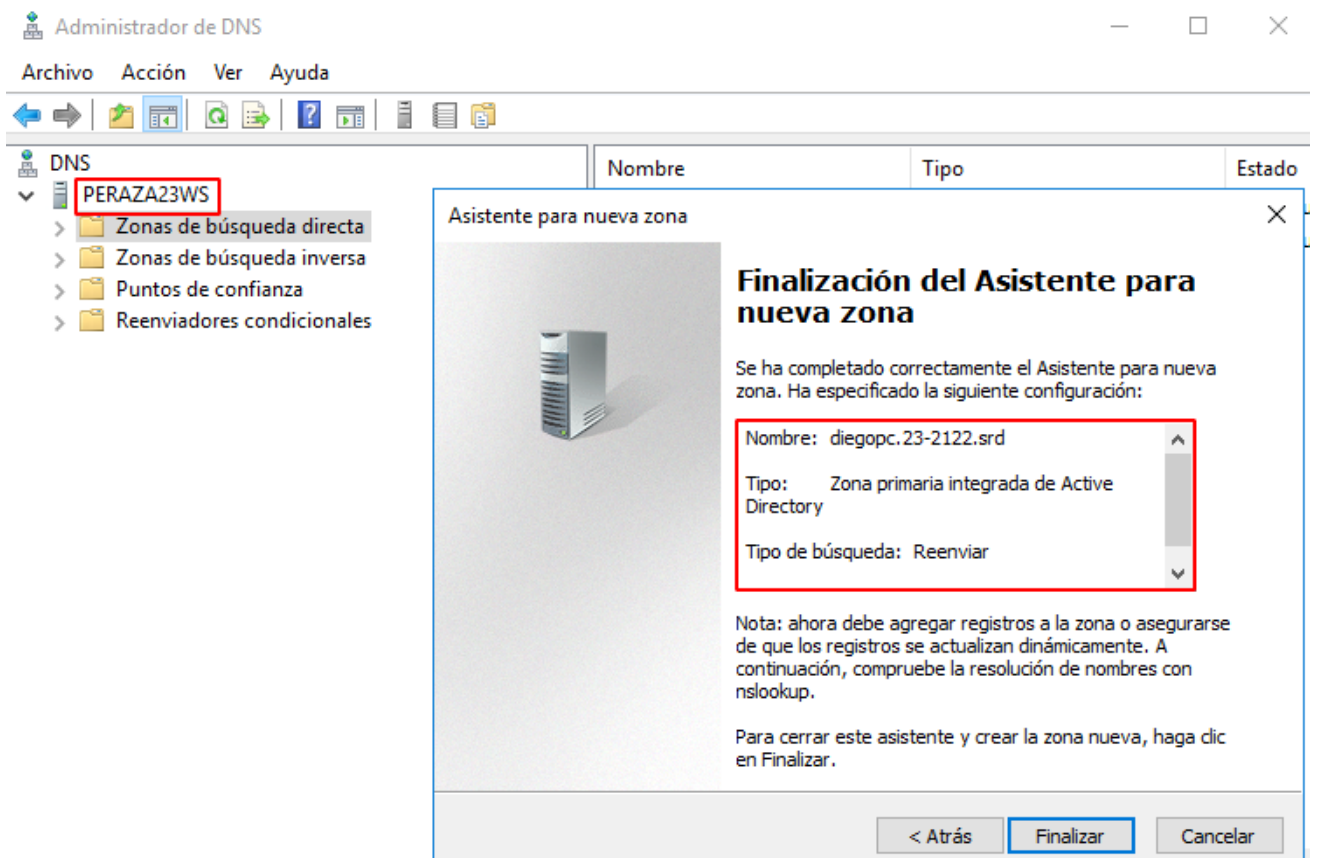 Administrador de DNS
Archivo Acción Ver Ayuda
DNS
PERAZA23WS
Zonas de búsqueda directa
Zonas de búsqueda inversa
Puntos de confianza
Reenviadores condicionales
Nombre Tipo Estado
Asistente para nueva zona
Finalización del Asistente para
nueva zona
Se ha completado correctamente el Asistente para nueva
zona. Ha especificado la siguiente configuración:
Nombre: diegopc.23-2122.srd
Tipo: Zona primaria integrada de Active
Directory
Tipo de búsqueda: Reenviar
Nota: ahora debe agregar registros a la zona o asegurarse
de que los registros se actualizan dinámicamente. A
continuación, compruebe la resolución de nombres con
nslookup.
Para cerrar este asistente y crear la zona nueva, haga clic
en Finalizar.
< Atrás Finalizar Cancelar